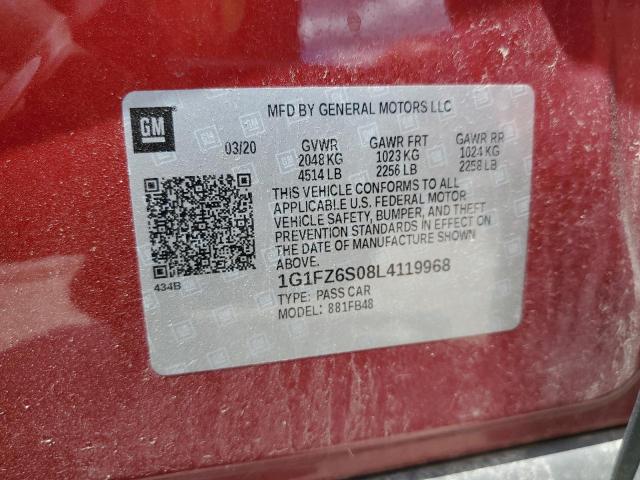 GM
MFD BY GENERAL MOTORS LLC
03/20 GVWR GAWR FRT GAWR RR
2048 KG 1023 KG 1024 KG
4514 LB 2256 LB 2258 LB
THIS VEHICLE CONFORMS TO ALL
APPLICABLE U.S. FEDERAL MOTOR
VEHICLE SAFETY, BUMPER, AND THEFT
PREVENTION STANDARDS IN EFFECT ON
THE DATE OF MANUFACTURE SHOWN
ABOVE.
434B
1G1FZ6S08L4119968
TYPE: PASS CAR
MODEL: 881FB48